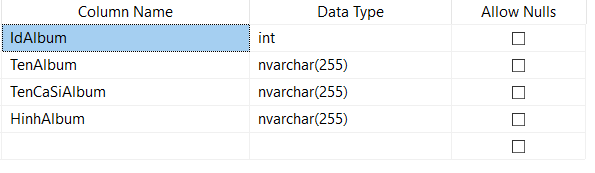 Column Name Data Type Allow Nulls
IdAlbum int
TenAlbum nvarchar(255)
TenCaSiAlbum nvarchar(255)
HinhAlbum nvarchar(255)